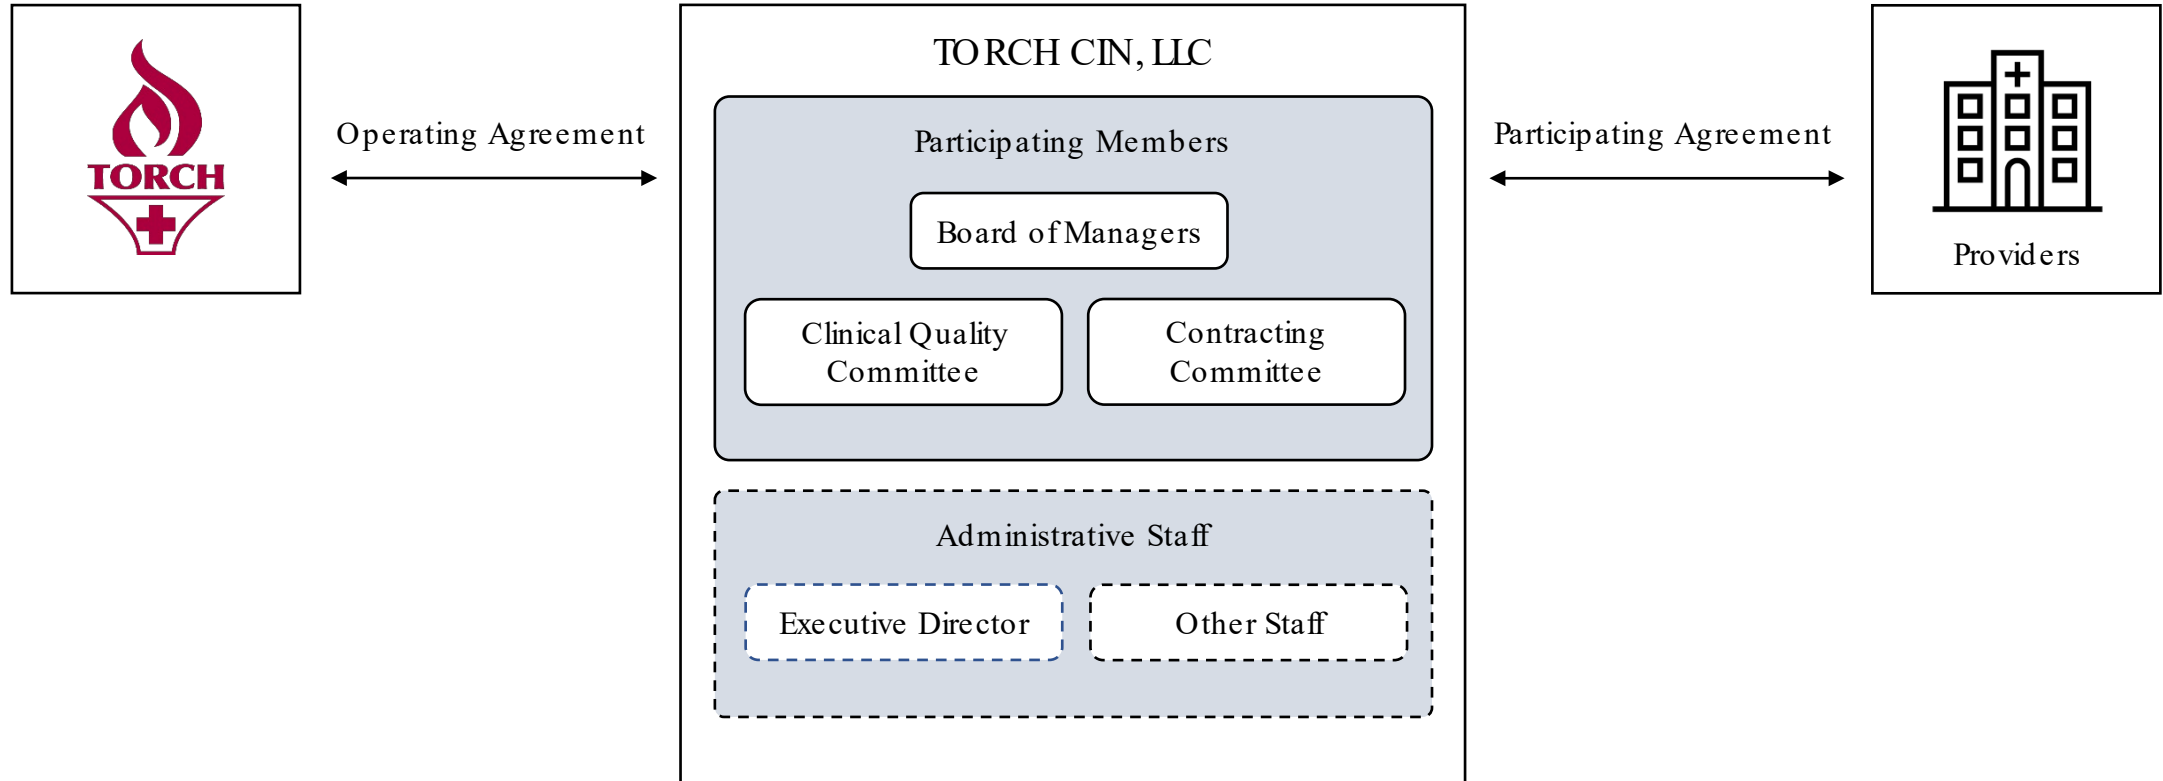 TORCH CIN, LLC
TORCH
Operating Agreement
Participating Members
Board of Managers
Clinical Quality
Committee
Contracting
Committee
Participating Agreement
Providers
Administrative Staff
Executive Director
Other Staff